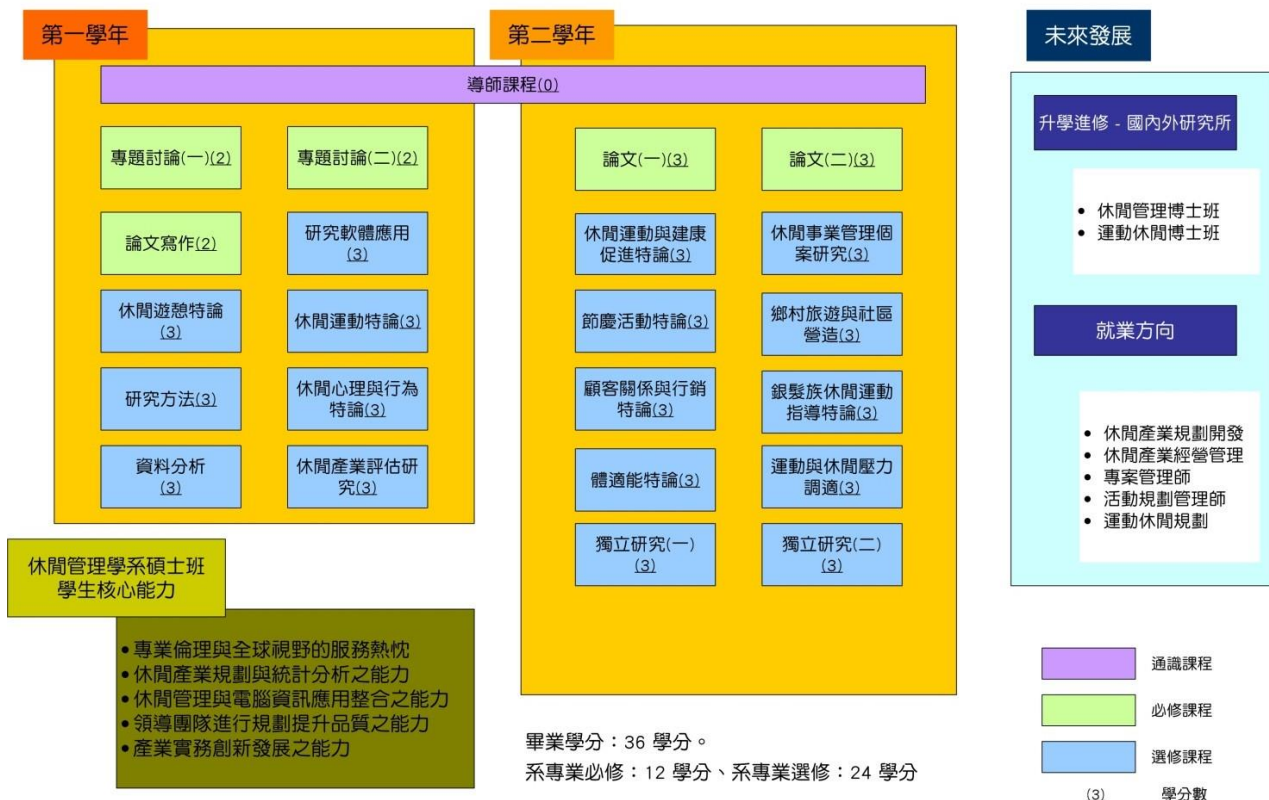 第一學年
第二學年
未來發展
導師課程(0)
專題討論(一)(2)
專題討論(二)(2)
論文寫作(2)
研究軟體應用
(3)
休閒遊憩特論
(3)
休閒運動特論(3)
研究方法(3)
休閒心理與行為
特論(3)
資料分析
(3)
休閒產業評估研
究(3)
論文(一)(3)
論文(二)(3)
休閒運動與健康
促進特論(3)
休閒事業管理個
案研究(3)
節慶活動特論(3)
鄉村旅遊與社區
營造(3)
顧客關係與行銷
特論(3)
銀髮族休閒運動
指導特論(3)
體適能特論(3)
運動與休閒壓力
調適(3)
獨立研究(一)
(3)
獨立研究(二)
(3)
升學進修 - 國內外研究所
• 休閒管理博士班
• 運動休閒博士班
就業方向
• 休閒產業規劃開發
• 休閒產業經營管理
• 專案管理師
• 活動規劃管理師
• 運動休閒規劃
休閒管理學系碩士班
學生核心能力
•專業倫理與全球視野的服務熱忱
•休閒產業規劃與統計分析之能力
•休閒管理與電腦資訊應用整合之能力
•領導團隊進行規劃提升品質之能力
•產業實務創新發展之能力
畢業學分：36 學分。
系專業必修：12 學分、系專業選修：24 學分
通識課程
必修課程
選修課程
(3) 學分數